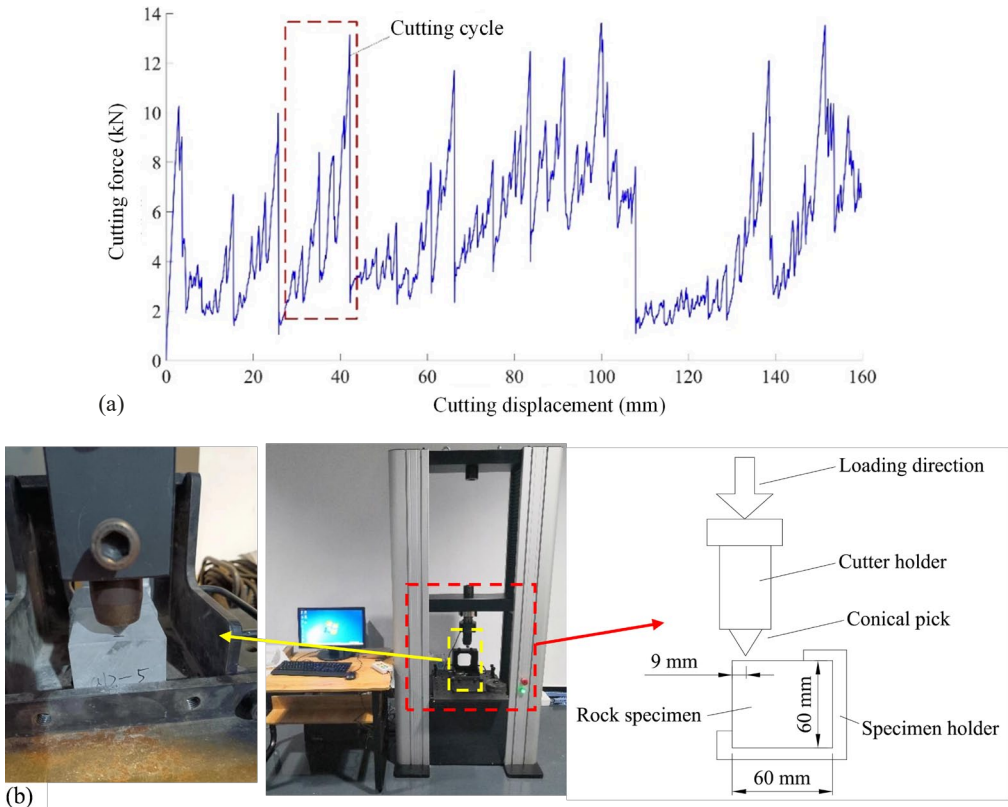 Cutting cycle
Cutting force (kN)
14
12
10
8
6
4
2
0
0 20 40 60 80 100 120 140 160
Cutting displacement (mm)
(a)
Loading direction
Cutter holder
Conical pick
9 mm
Rock specimen
60 mm
Specimen holder
60 mm
(b)